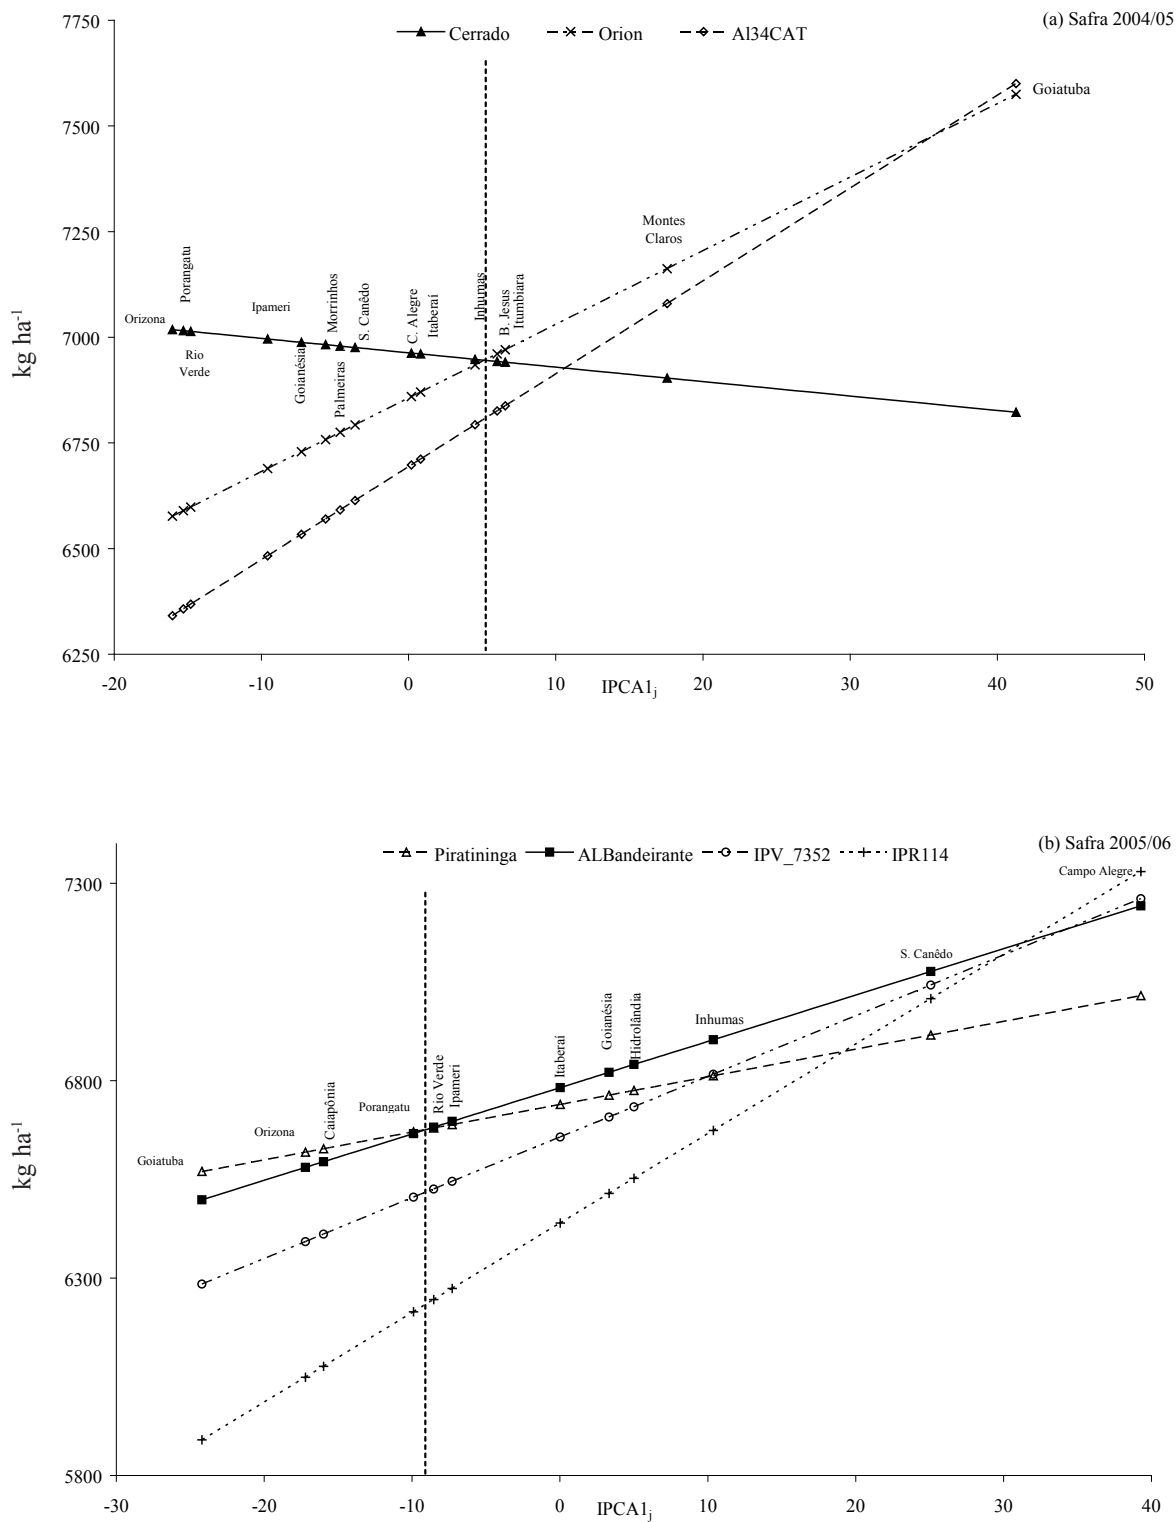 (a) Safra 2004/05
Cerrado Orion Al34CAT
kg ha-1
7750
7500
7250
7000
6750
6500
6250
-20 -10 0 10 20 30 40 50
IPCA1j
Orizona
Porangatu
Rio
Verde
Ipameri
Goianésia
Morrinhos
Palmeiras
S. Canêdo
C. Alegre
Itaberaí
Inhumas
B. Jesus
Itumbiara
Montes
Claros
Goiatuba
(b) Safra 2005/06
Piratininga ALBandeirante IPV_7352 IPR114
kg ha-1
7300
6800
6300
5800
-30 -20 -10 0 10 20 30 40
IPCA1j
Goiatuba
Orizona
Caiapônia
Porangatu
Rio Verde
Ipameri
Itaberaí
Goianésia
Hidrolândia
Inhumas
S. Canêdo
Campo Alegre